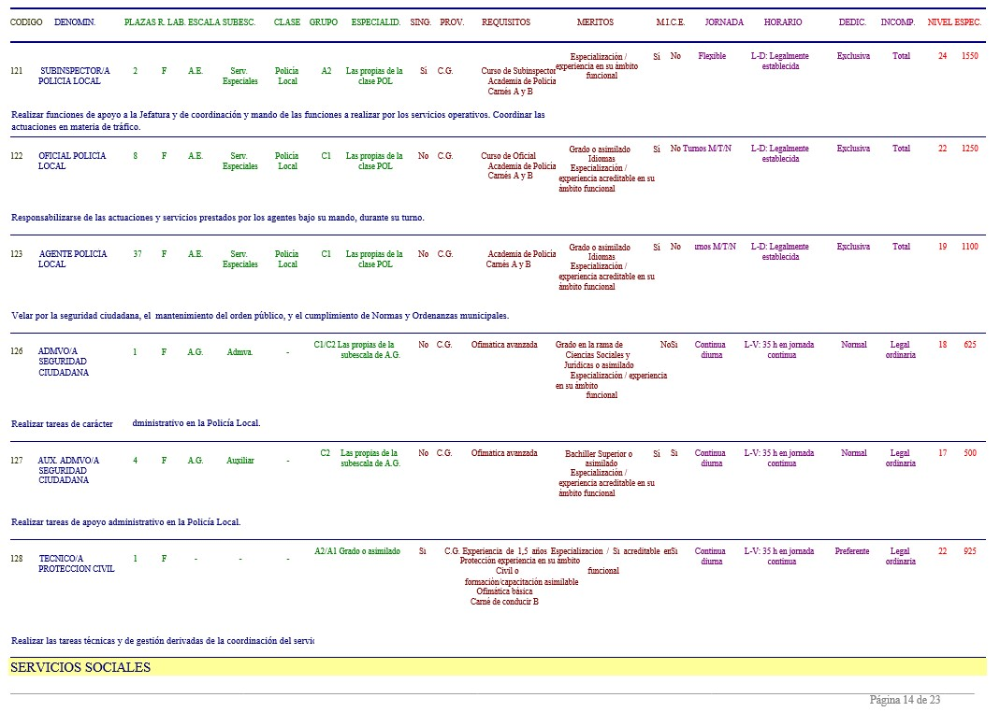 CODIGO DENOMIN. PLAZAS R. LAB. ESCALA SUBESC. CLASE GRUPO ESPECIALID. SING. PROV. REQUISITOS MERITOS M.I.C.E. JORNADA HORARIO DEDIC. INCOMP. NIVEL ESPEC.
Especialización / Si No Flexible L-D: Legalmente Exclusiva Total 24 1550
experiencia en su ámbito establecida
121 SUBINSPECTOR/A 2 F A.E. Serv. Policía A2 Las propias de la Si C.G. Curso de Subinspector funcional
POLICIA LOCAL Especiales Local clase POL Academia de Policía
Carnés A y B
Realizar funciones de apoyo a la Jefatura y de coordinación y mando de las funciones a realizar por los servicios operativos. Coordinar las
actuaciones en materia de tráfico.
Grado o asimilado Si No Turnos M/T/N L-D: Legalmente Exclusiva Total 22 1250
122 OFICIAL POLICIA 8 F A.E. Serv. Policía C1 Las propias de la No C.G. Curso de Oficial Idiomas establecida
LOCAL Especiales Local clase POL Academia de Policía Especialización /
Carnés A y B experiencia acreditable en su
ámbito funcional
Responsabilizarse de las actuaciones y servicios prestados por los agentes bajo su mando, durante su turno.
Grado o asimilado Si No urnos M/T/N L-D: Legalmente Exclusiva Total 19 1100
123 AGENTE POLICIA 37 F A.E. Serv. Policía C1 Las propias de la No C.G. Academia de Policía Idiomas establecida
LOCAL Especiales Local clase POL Carnés A y B Especialización /
experiencia acreditable en su
ámbito funcional
Velar por la seguridad ciudadana, el mantenimiento del orden público, y el cumplimiento de Normas y Ordenanzas municipales.
C1/C2 Las propias de la No C.G. Ofimática avanzada Grado en la rama de NoSi Continua L-V: 35 h en jornada Normal Legal 18 625
126 ADMVO/A 1 F A.G. Admva. - subescala de A.G. Ciencias Sociales y diurna continua ordinaria
SEGURIDAD Jurídicas o asimilado
CIUDADANA Especialización / experiencia
en su ámbito
funcional
Realizar tareas de carácter dministrativo en la Policía Local.
C2 Las propias de la No C.G. Ofimática avanzada Bachiller Superior o Si Si Continua L-V: 35 h en jornada Normal Legal 17 500
127 AUX. ADMVO/A 4 F A.G. Auxiliar - subescala de A.G. asimilado diurna continua ordinaria
SEGURIDAD Especialización /
CIUDADANA experiencia acreditable en su
ámbito funcional
Realizar tareas de apoyo administrativo en la Policía Local.
A2/A1 Grado o asimilado Si C.G. Experiencia de 1,5 años Especialización / Si acreditable enSi Continua L-V: 35 h en jornada Preferente Legal 22 925
128 TECNICO/A 1 F - - - Protección experiencia en su ámbito diurna continua ordinaria
PROTECCION CIVIL Civil o funcional
formación/capacitación asimilable
Ofimática básica
Carné de conducir B
Realizar las tareas técnicas y de gestión derivadas de la coordinación del servic
SERVICIOS SOCIALES
Página 14 de 23